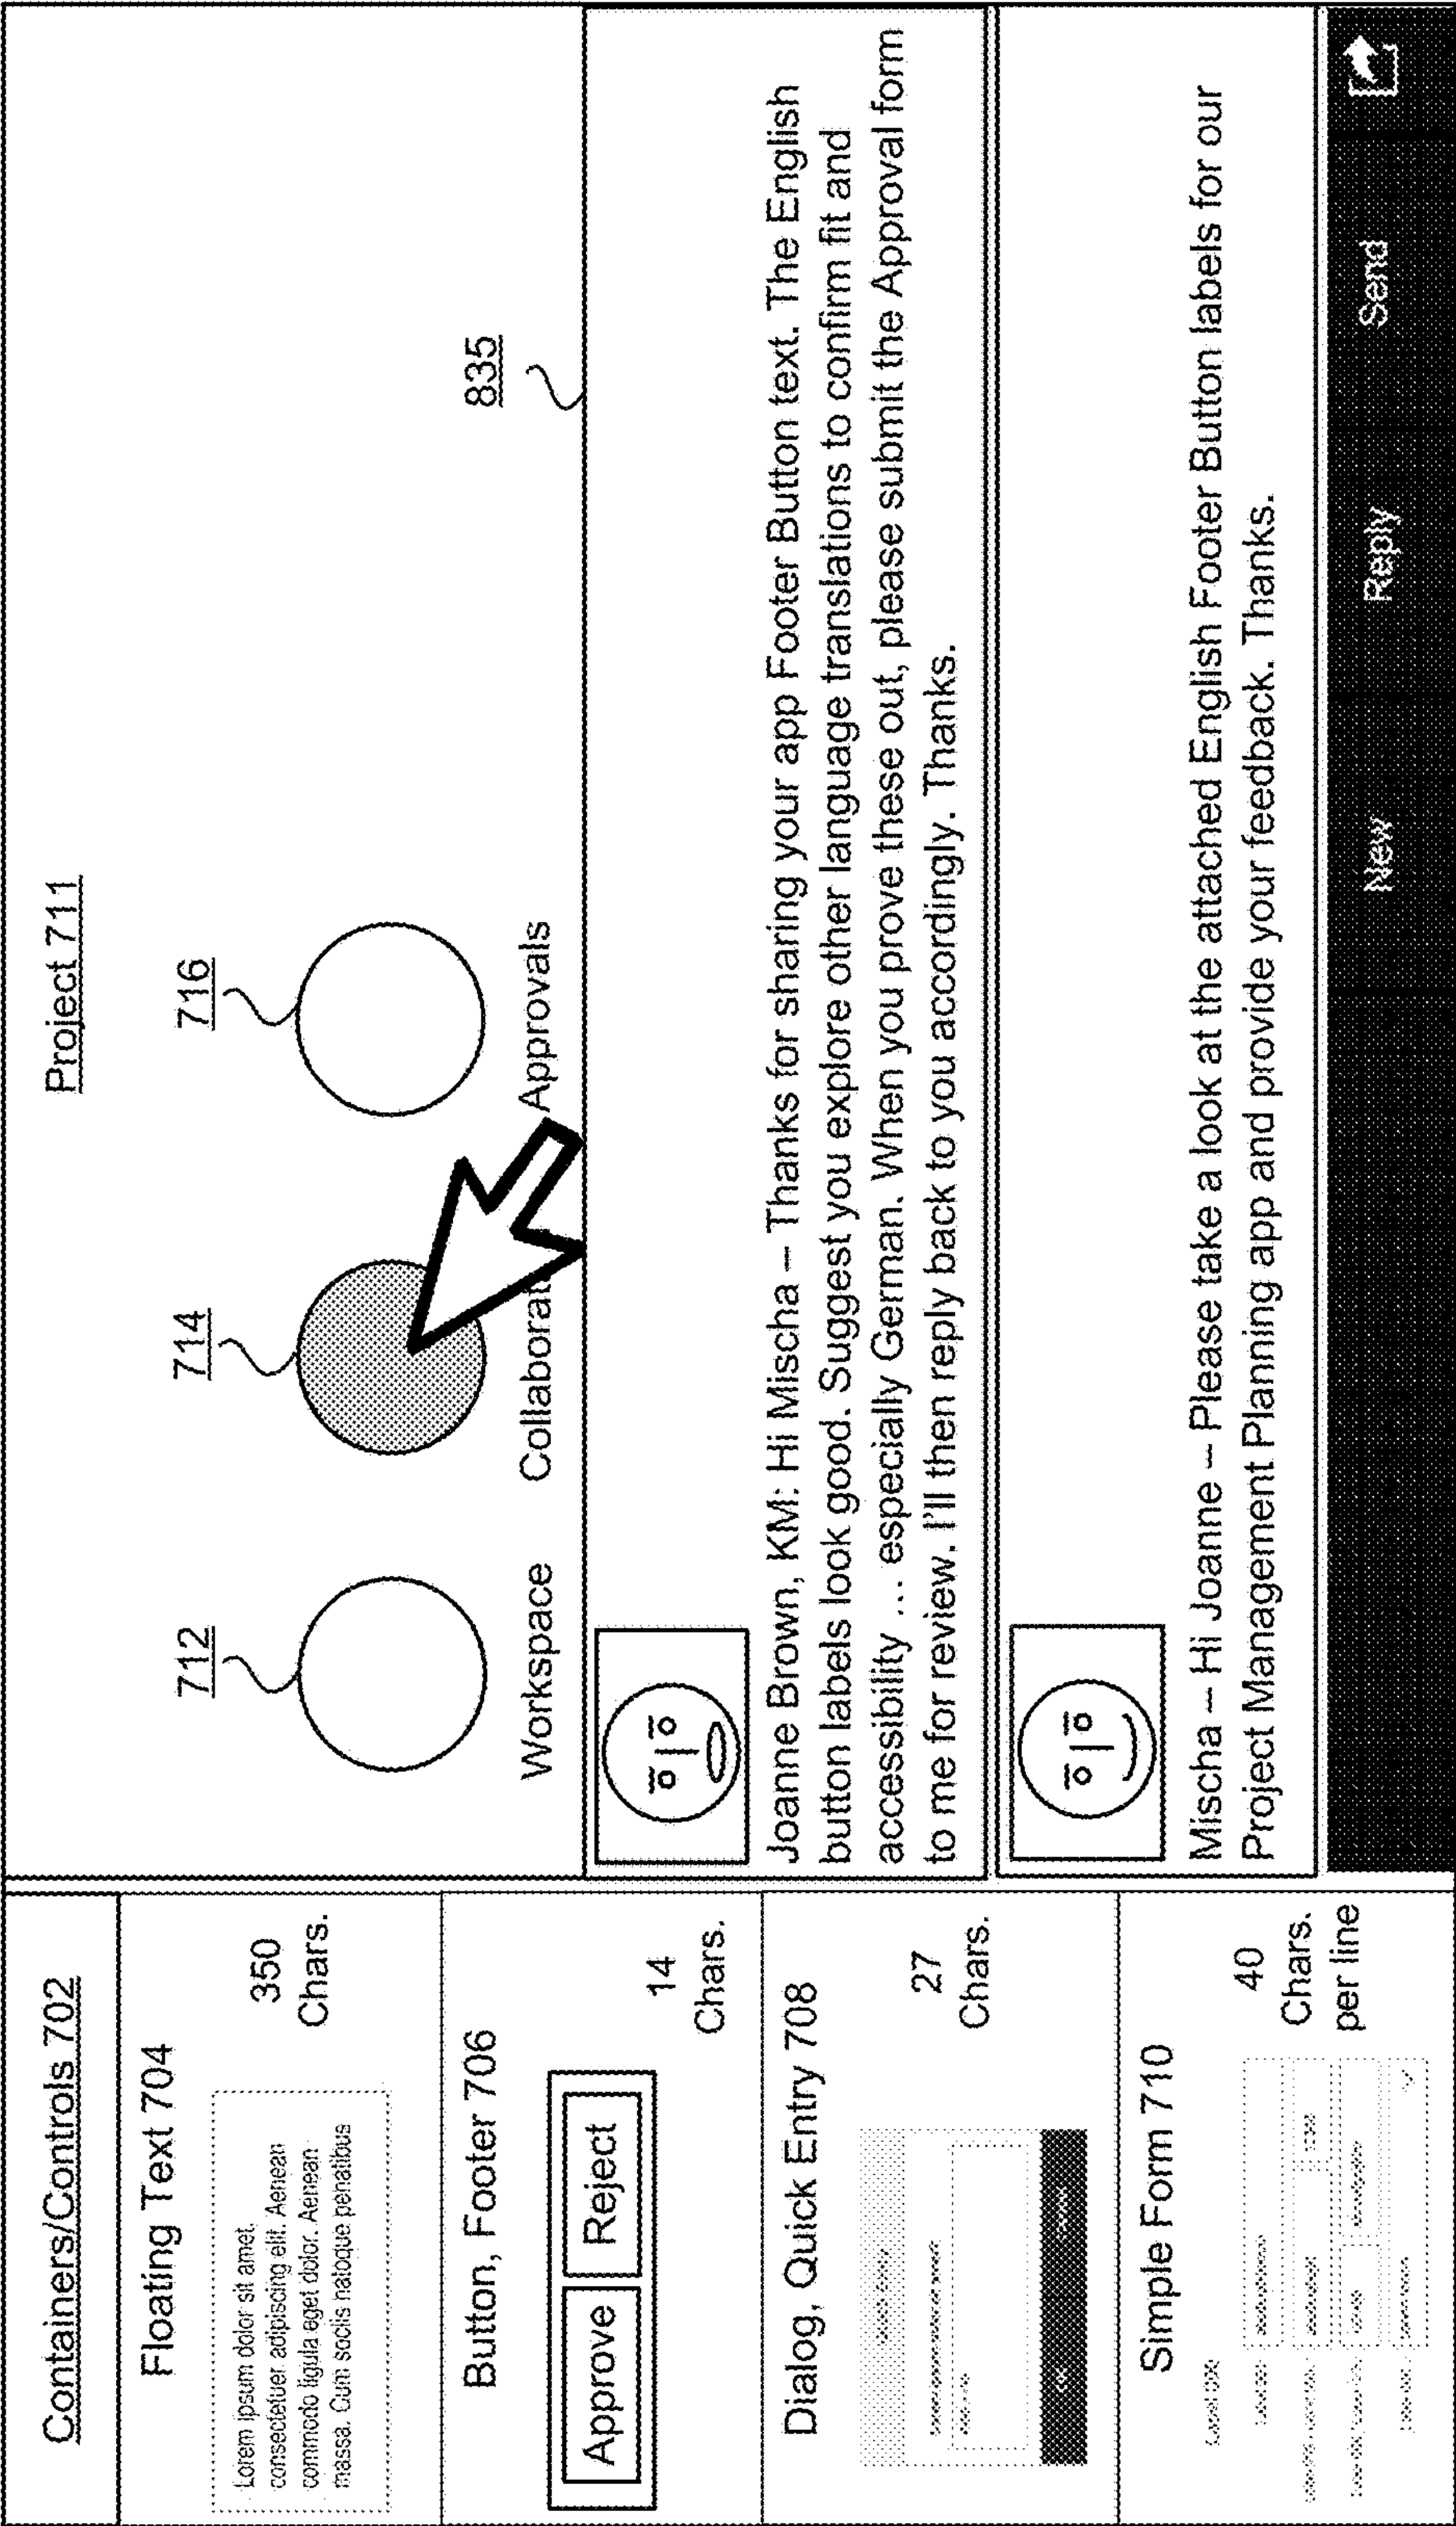 Containers/Controls 702
Floating Text 704
Lorem ipsum dolor sit amet,
consectetuer adipiscing elit. Aenean
commodo ligula eget dolor. Aenean
massa. Cum sociis natoque penatibus
350
Chars.
Button, Footer 706
Approve
Reject
14
Chars.
Dialog, Quick Entry 708
27
Chars.
Simple Form 710
40
Chars.
per line
Project 711
712
714
716
Workspace
Collaborat
Approvals
835
Joanne Brown, KM: Hi Mischa – Thanks for sharing your app Footer Button text. The English
button labels look good. Suggest you explore other language translations to confirm fit and
accessibility ... especially German. When you prove these out, please submit the Approval form
to me for review. I'll then reply back to you accordingly. Thanks.
Mischa – Hi Joanne – Please take a look at the attached English Footer Button labels for our
Project Management Planning app and provide your feedback. Thanks.
New
Reply
Send